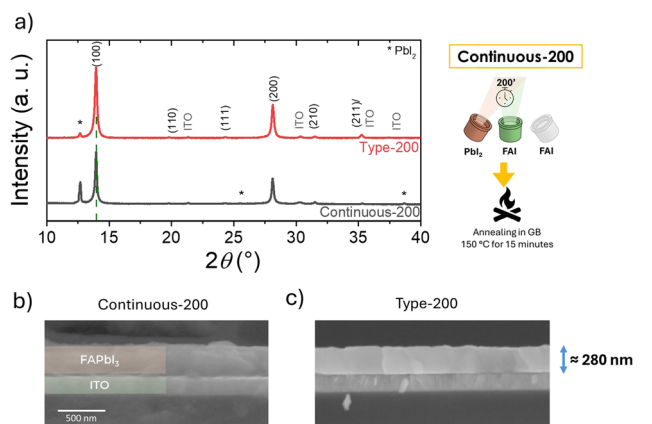 a)
Intensity (a. u.)
(100)
* PbI₂
*
(110)
ITO
(111)
(200)
ITO
(210)
(211)/
ITO
ITO
Type-200
*
*
Continuous-200
10 15 20 25 30 35 40
2θ (°)
Continuous-200
200'
PbI₂ FAI FAI
Annealing in GB
150 ºC for 15 minutes
b) Continuous-200
FAPbI₃
ITO
500 nm
c) Type-200
≈ 280 nm